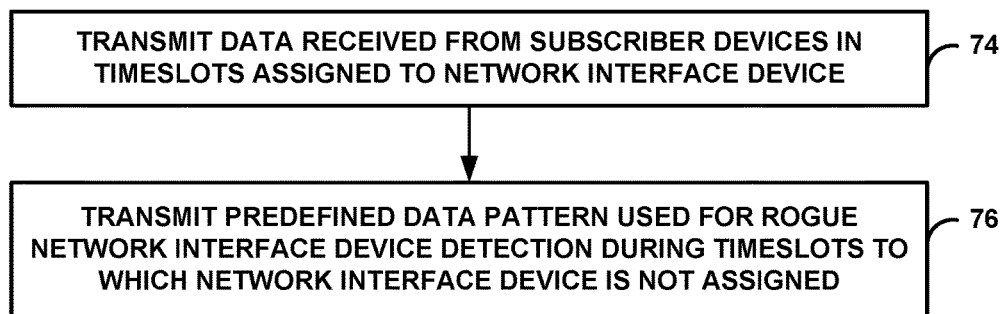 TRANSMIT DATA RECEIVED FROM SUBSCRIBER DEVICES IN
TIMESLOTS ASSIGNED TO NETWORK INTERFACE DEVICE
74
TRANSMIT PREDEFINED DATA PATTERN USED FOR ROGUE
NETWORK INTERFACE DEVICE DETECTION DURING TIMESLOTS TO
WHICH NETWORK INTERFACE DEVICE IS NOT ASSIGNED
76